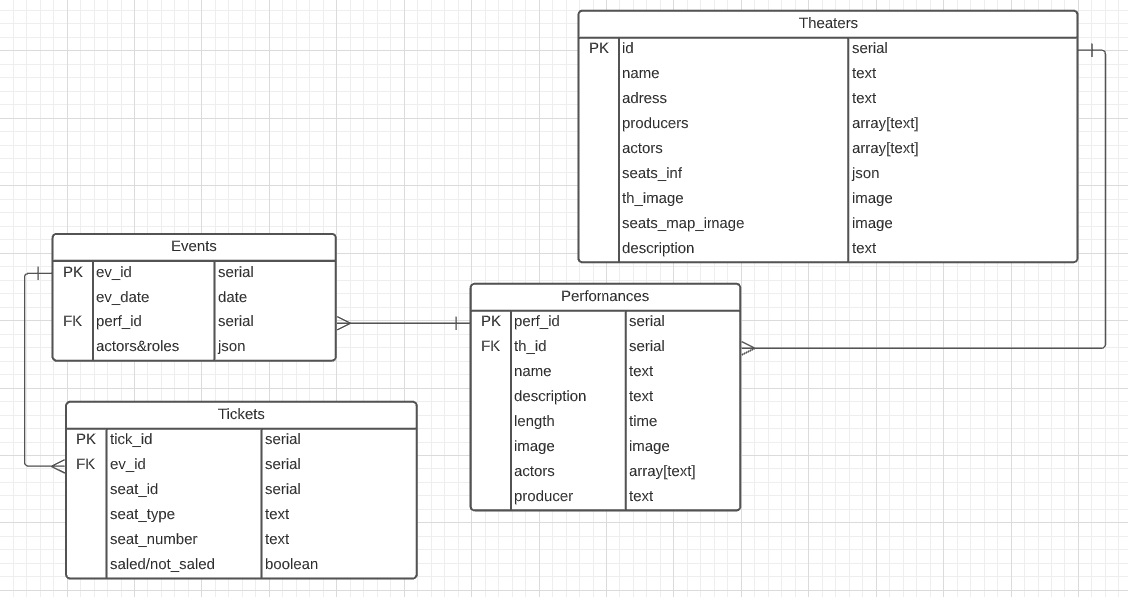 Theaters
PK id serial
name text
adress text
producers array[text]
actors array[text]
seats_inf json
th_image image
seats_map_image image
description text
Events
PK ev_id serial
ev_date date
FK perf_id serial
actors&roles json
Perfomances
PK perf_id serial
FK th_id serial
name text
description text
length time
image image
actors array[text]
producer text
Tickets
PK tick_id serial
FK ev_id serial
seat_id serial
seat_type text
seat_number text
saled/not_saled boolean